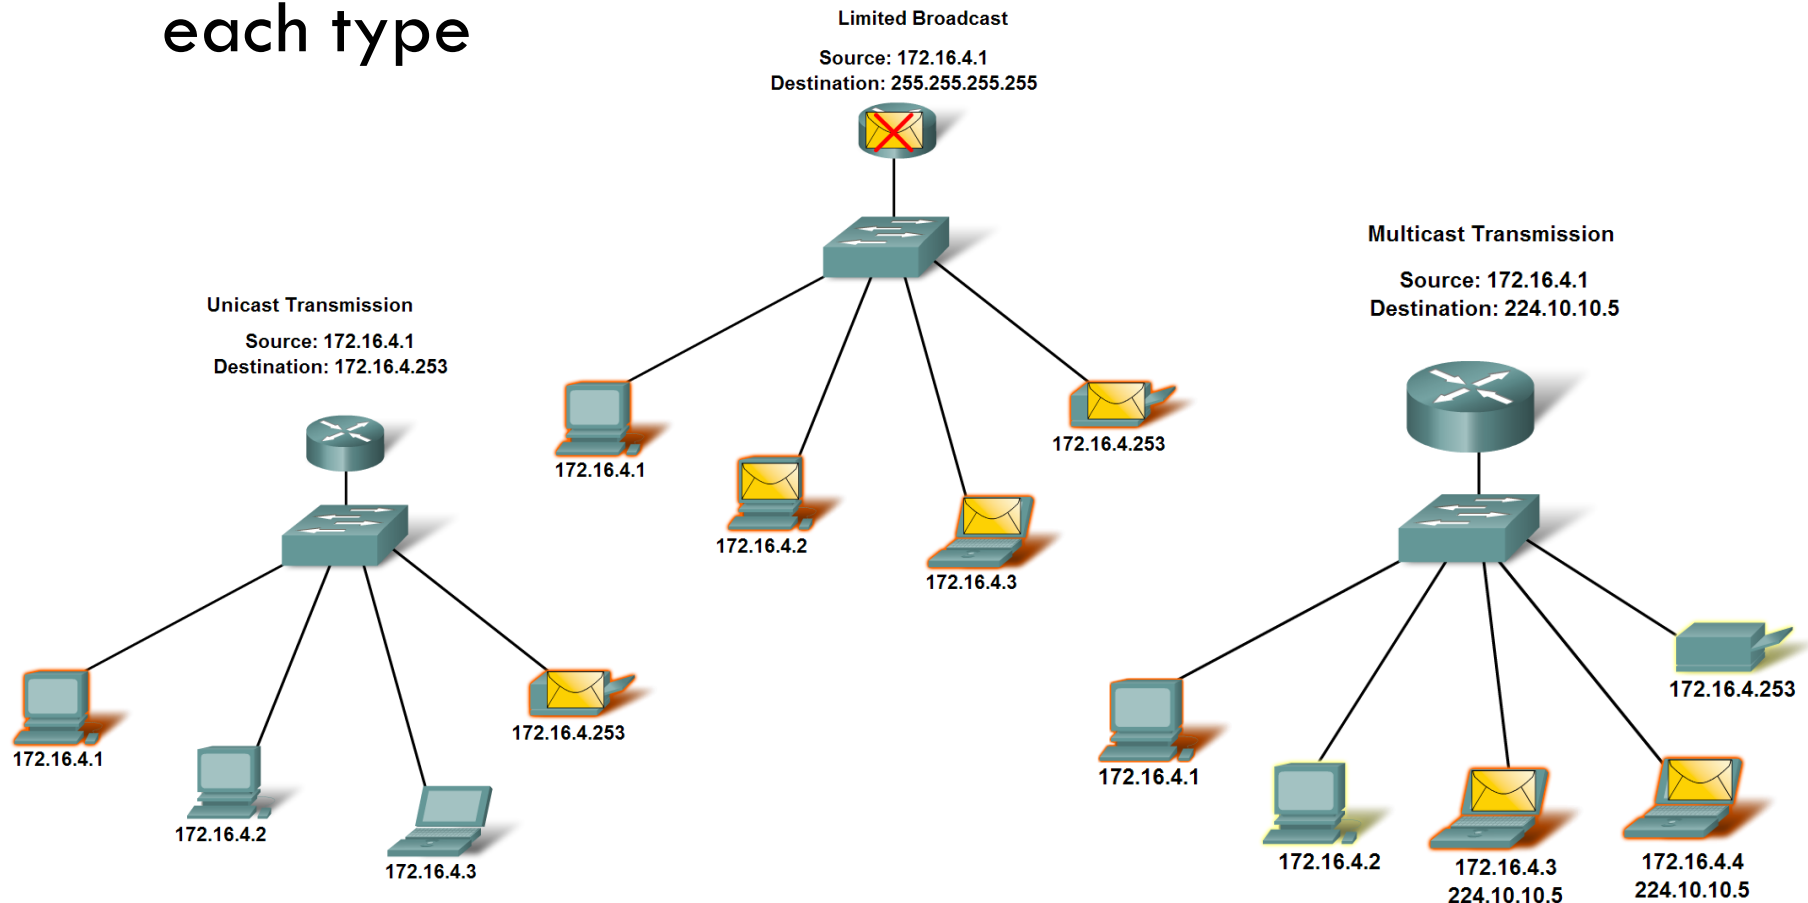 each type
Limited Broadcast
Source: 172.16.4.1
Destination: 255.255.255.255
172.16.4.1
172.16.4.2
172.16.4.3
172.16.4.253
Unicast Transmission
Source: 172.16.4.1
Destination: 172.16.4.253
172.16.4.1
172.16.4.2
172.16.4.3
172.16.4.253
Multicast Transmission
Source: 172.16.4.1
Destination: 224.10.10.5
172.16.4.1
172.16.4.2
172.16.4.3
224.10.10.5
172.16.4.4
224.10.10.5
172.16.4.253